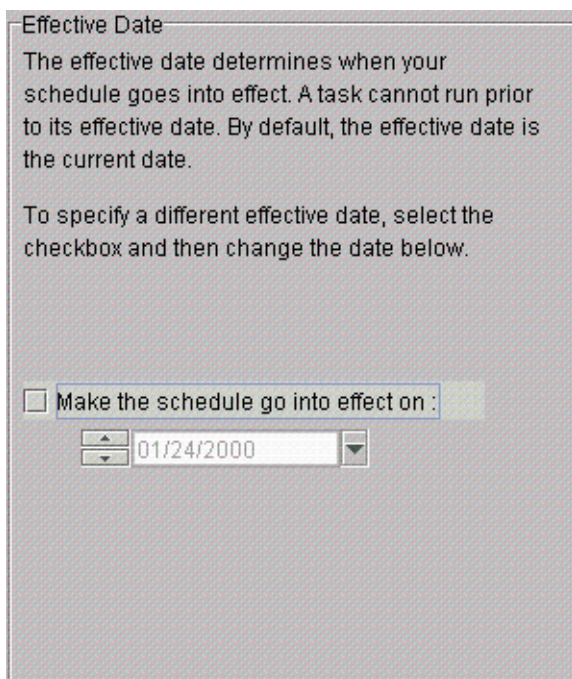 Effective Date
The effective date determines when your
schedule goes into effect. A task cannot run prior
to its effective date. By default, the effective date is
the current date.
To specify a different effective date, select the
checkbox and then change the date below.
Make the schedule go into effect on :
01/24/2000